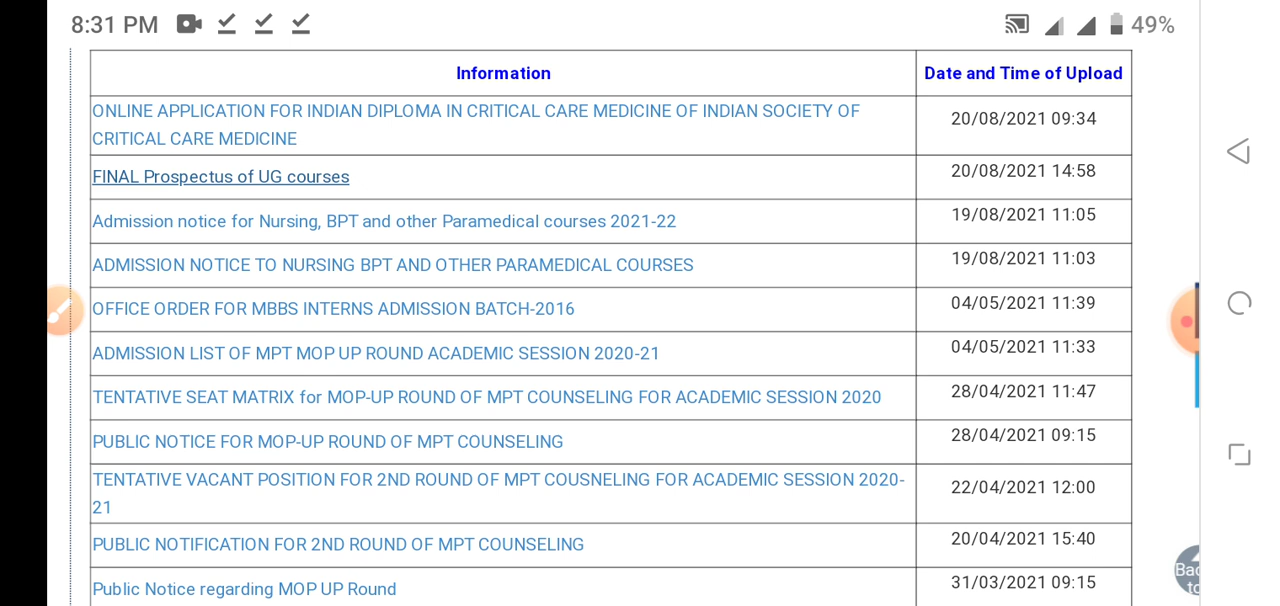 8:31 PM
49%
Information
Date and Time of Upload
ONLINE APPLICATION FOR INDIAN DIPLOMA IN CRITICAL CARE MEDICINE OF INDIAN SOCIETY OF
CRITICAL CARE MEDICINE
20/08/2021 09:34
FINAL Prospectus of UG courses
20/08/2021 14:58
Admission notice for Nursing, BPT and other Paramedical courses 2021-22
19/08/2021 11:05
ADMISSION NOTICE TO NURSING BPT AND OTHER PARAMEDICAL COURSES
19/08/2021 11:03
OFFICE ORDER FOR MBBS INTERNS ADMISSION BATCH-2016
04/05/2021 11:39
ADMISSION LIST OF MPT MOP UP ROUND ACADEMIC SESSION 2020-21
04/05/2021 11:33
TENTATIVE SEAT MATRIX for MOP-UP ROUND OF MPT COUNSELING FOR ACADEMIC SESSION 2020
28/04/2021 11:47
PUBLIC NOTICE FOR MOP-UP ROUND OF MPT COUNSELING
28/04/2021 09:15
TENTATIVE VACANT POSITION FOR 2ND ROUND OF MPT COUSNELING FOR ACADEMIC SESSION 2020-
21
22/04/2021 12:00
PUBLIC NOTIFICATION FOR 2ND ROUND OF MPT COUNSELING
20/04/2021 15:40
Public Notice regarding MOP UP Round
31/03/2021 09:15
Bac
to